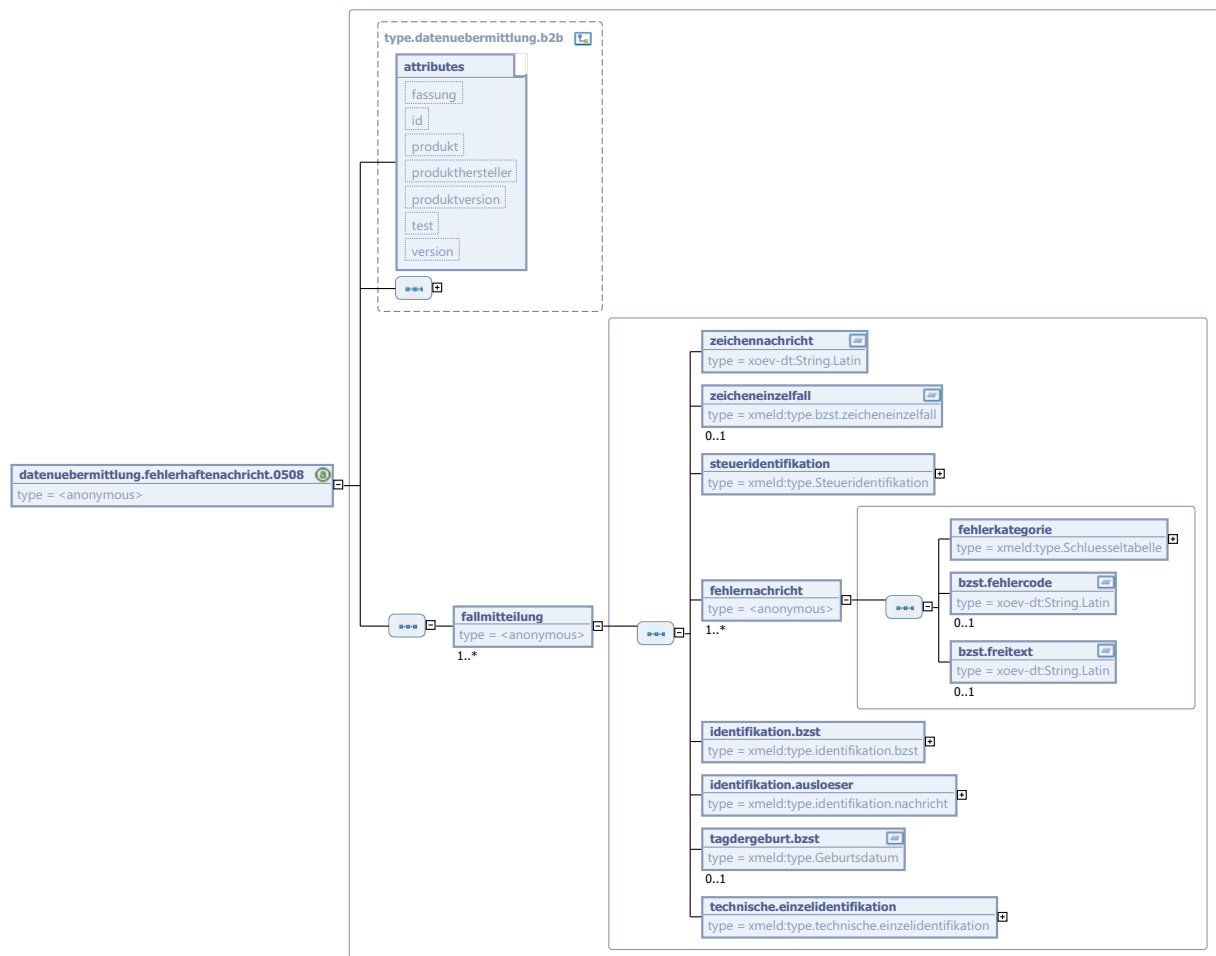 type.datenuebermittlung.b2b
attributes
fassung
id
produkt
produkthersteller
produktversion
test
version
datenuebermittlung.fehlerhaftenachricht.0508
type = <anonymous>
fallmitteilung
type = <anonymous>
1..*
zeichennachricht
type = xoev-dt:String.Latin
zeicheneinzelfall
type = xmeld:type.bzst.zeicheneinzelfall
0..1
steueridentifikation
type = xmeld:type.Steueridentifikation
fehlernachricht
type = <anonymous>
1..*
fehlerkategorie
type = xmeld:type.Schluesseltabelle
bzst.fehlercode
type = xoev-dt:String.Latin
0..1
bzst.freitext
type = xoev-dt:String.Latin
0..1
identifikation.bzst
type = xmeld:type.identifikation.bzst
identifikation.ausloeser
type = xmeld:type.identifikation.nachricht
tagdergeburt.bzst
type = xmeld:type.Geburtsdatum
0..1
technische.einzelidentifikation
type = xmeld:type.technische.einzelidentifikation